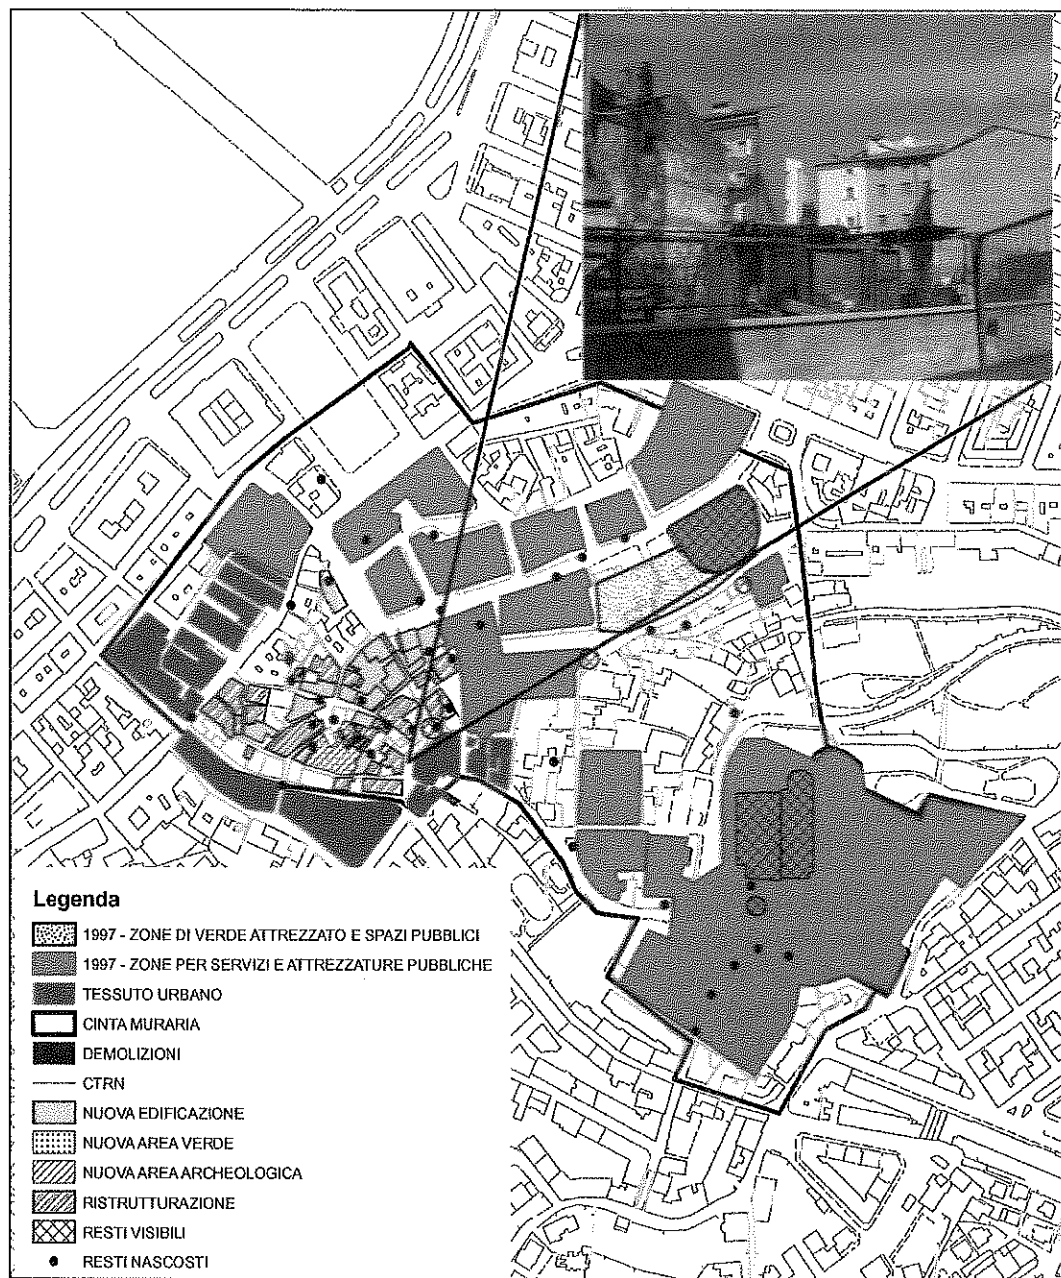 Legenda
1997 - ZONE DI VERDE ATTREZZATO E SPAZI PUBBLICI
1997 - ZONE PER SERVIZI E ATTREZZATURE PUBBLICHE
TESSUTO URBANO
CINTA MURARIA
DEMOLIZIONI
CTRN
NUOVA EDIFICAZIONE
NUOVA AREA VERDE
NUOVA AREA ARCHEOLOGICA
RISTRUTTURAZIONE
RESTI VISIBILI
RESTI NASCOSTI